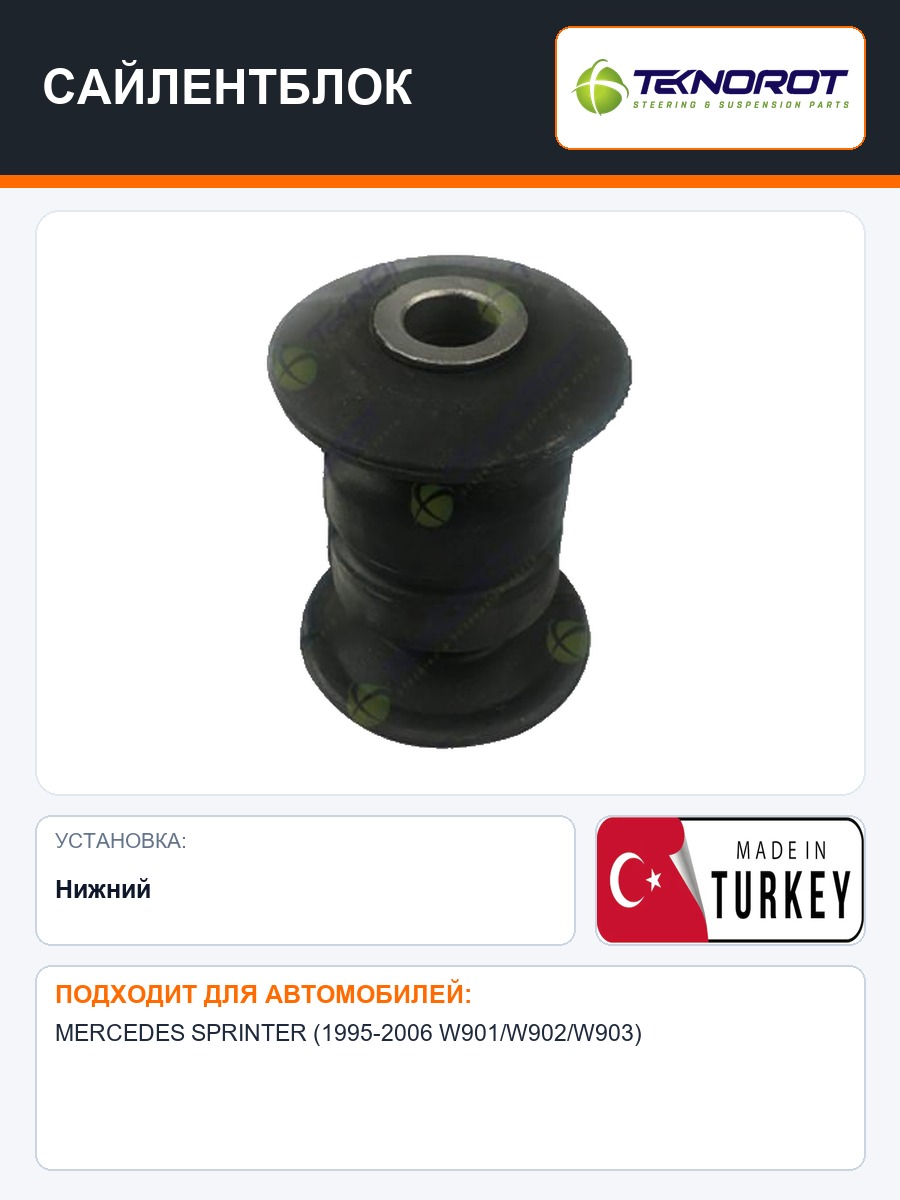 САЙЛЕНТБЛОК
TEKNOROT
STEERING & SUSPENSION PARTS
УСТАНОВКА:
Нижний
MADE IN
TURKEY
ПОДХОДИТ ДЛЯ АВТОМОБИЛЕЙ:
MERCEDES SPRINTER (1995-2006 W901/W902/W903)